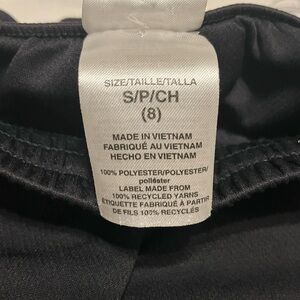 SIZE/TAILLE/TALLA
S/P/CH
(8)
MADE IN VIETNAM
FABRIQUÉ AU VIETNAM
HECHO EN VIETNAM
100% POLYESTER/POLYESTER/
poliéster
LABEL MADE FROM
100% RECYCLED YARNS
ÉTIQUETTE FABRIQUÉ À PARTIR
DE FILS 100% RECYCLÉS